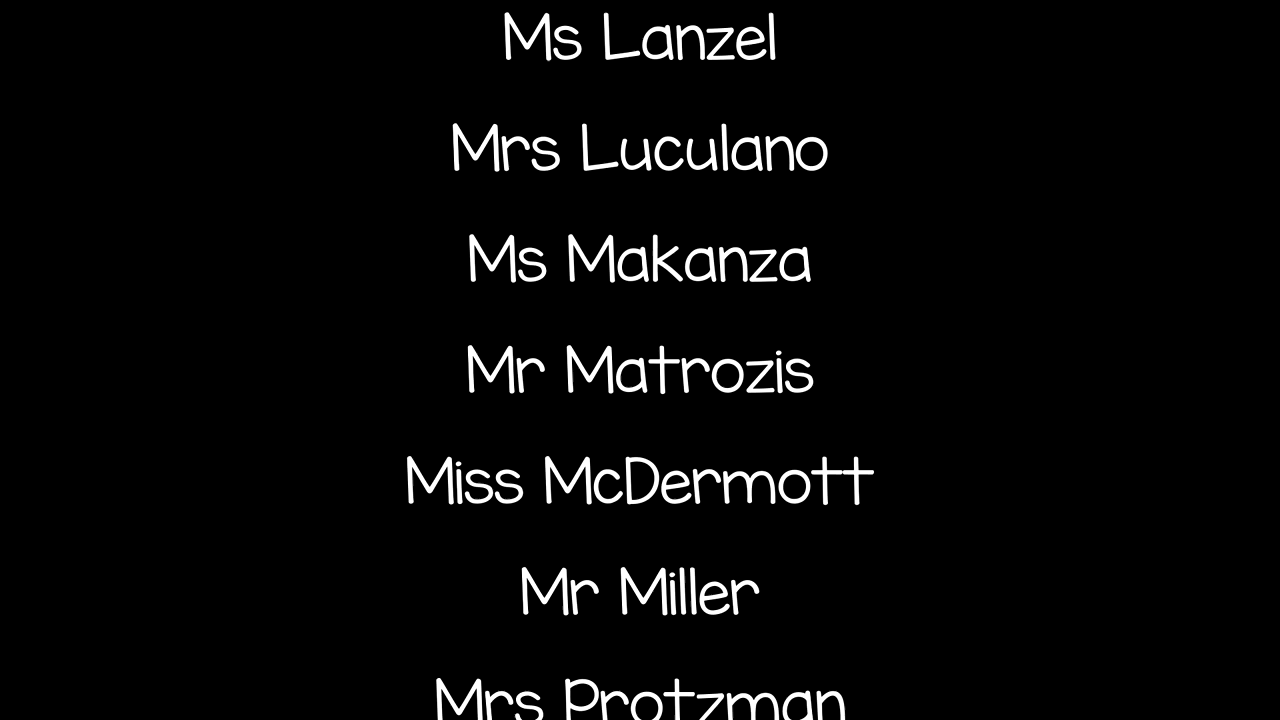 Ms Lanzel
Mrs Luculano
Ms Makanza
Mr Matrozis
Miss McDermott
Mr Miller
Mrs Protzman